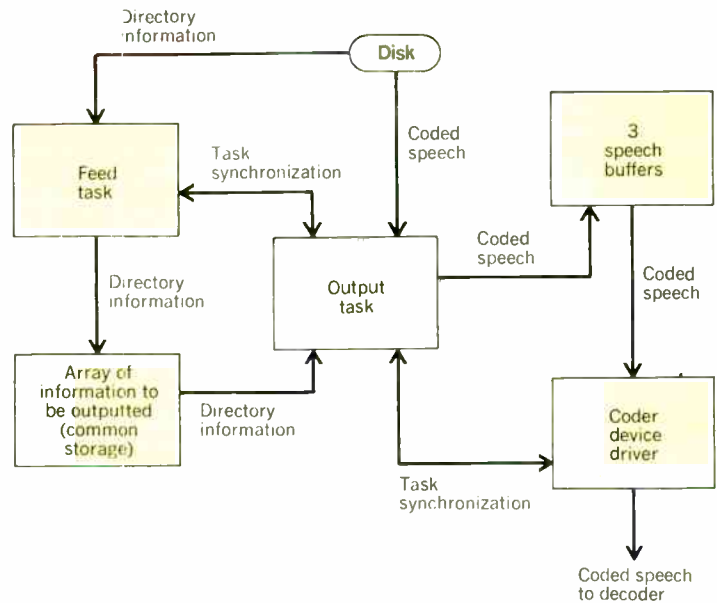 Directory
information
Disk
Coded
speech
3
speech
buffers
Feed
task
Task
synchronization
Directory
information
Output
task
Coded
speech
Coded
speech
Array of
information to
be outputted
(common
storage)
Directory
information
Coder
device
driver
Task
synchronization
Coded speech
to decoder